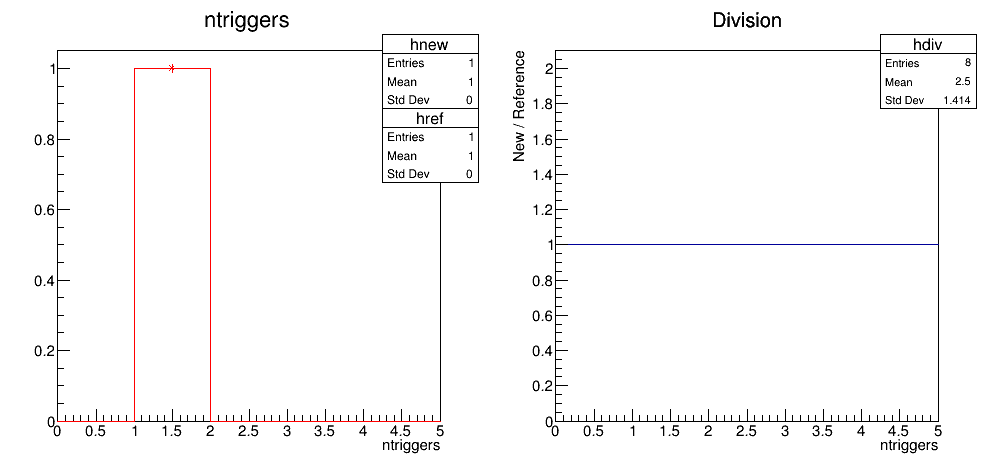 ntriggers
hnew
Entries 1
Mean 1
Std Dev 0
href
Entries 1
Mean 1
Std Dev 0
1
0.8
0.6
0.4
0.2
0
0 0.5 1 1.5 2 2.5 3 3.5 4 4.5 5
ntriggers
Division
hdiv
Entries 8
Mean 2.5
Std Dev 1.414
New / Reference
2
1.8
1.6
1.4
1.2
1
0.8
0.6
0.4
0.2
0
0 0.5 1 1.5 2 2.5 3 3.5 4 4.5 5
ntriggers